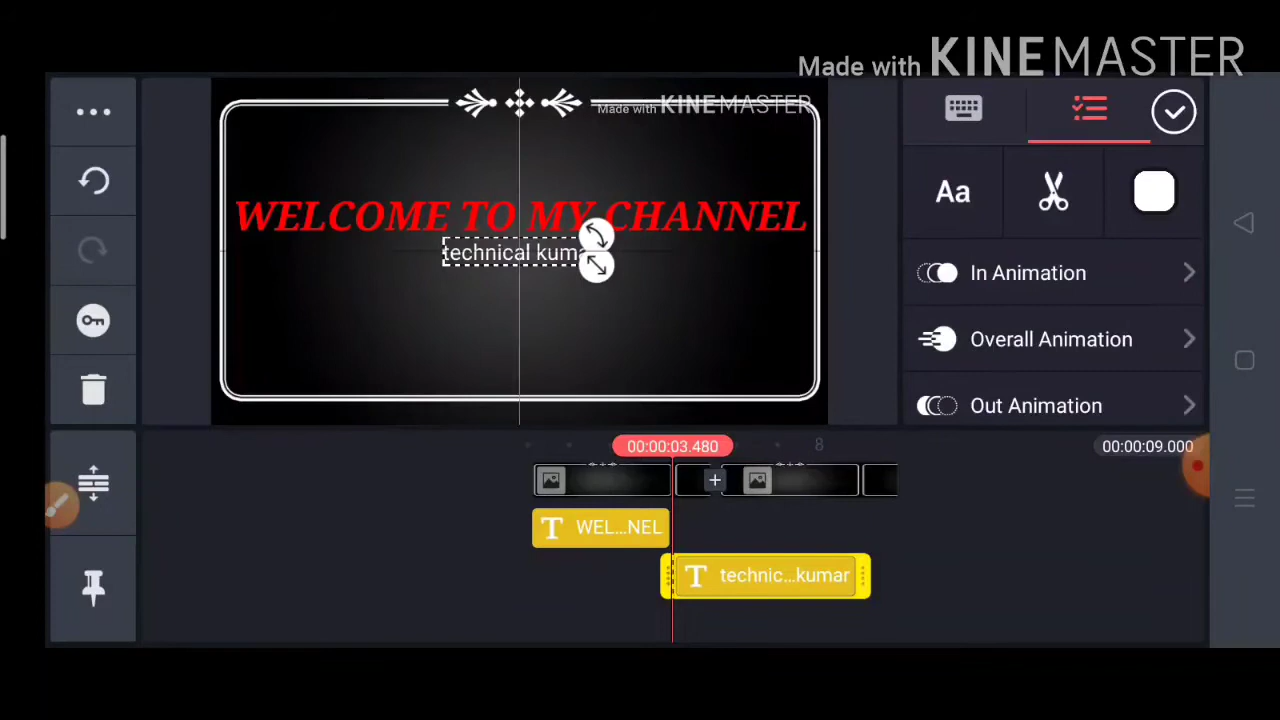 Made with KINEMASTER
Made with KINEMASTER
WELCOME TO MY CHANNEL
technical kuma
Aa
In Animation
Overall Animation
Out Animation
00:00:03.480
8
00:00:09.000
T WEL...NEL
T technic...kumar